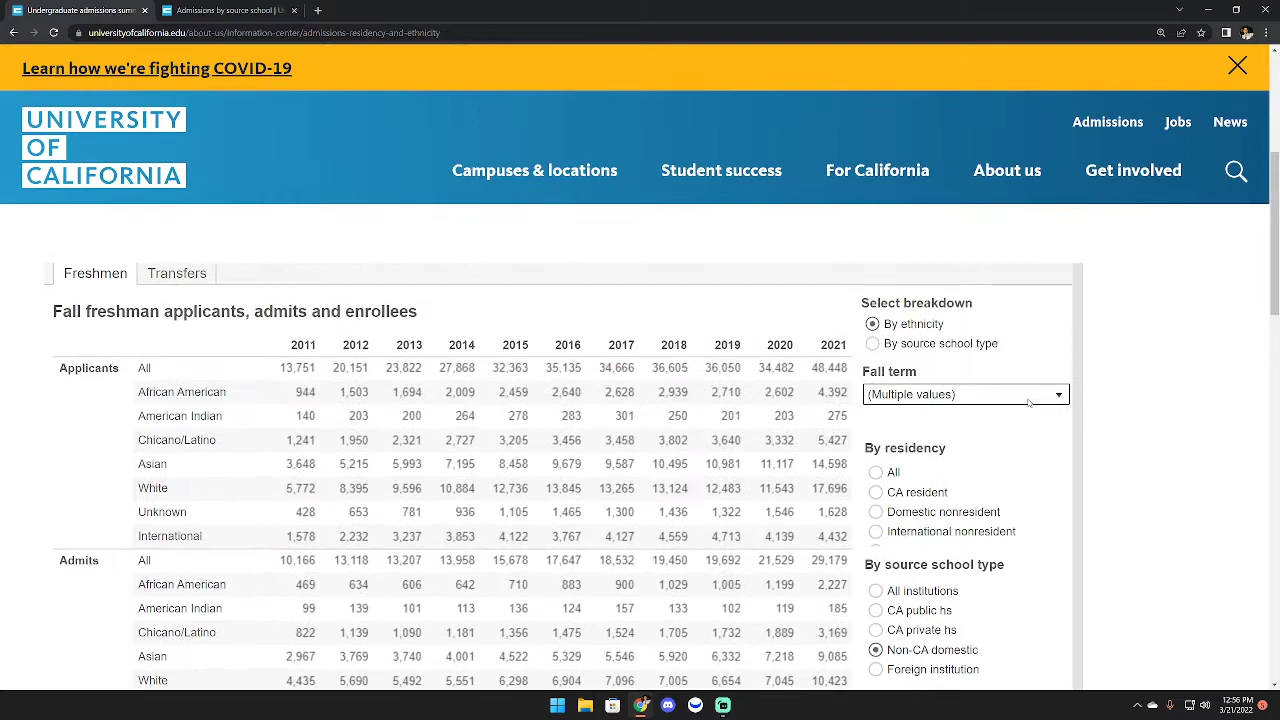 Undergraduate admissions summ
Admissions by source school | U
universityofcalifornia.edu/about-us/information-center/admissions-residency-and-ethnicity
Learn how we're fighting COVID-19
UNIVERSITY
OF
CALIFORNIA
Admissions Jobs News
Campuses & locations Student success For California About us Get involved
Freshmen Transfers
Fall freshman applicants, admits and enrollees
2011 2012 2013 2014 2015 2016 2017 2018 2019 2020 2021
Applicants All 13,751 20,151 23,822 27,868 32,363 35,135 34,666 36,605 36,050 34,482 48,448
African American 944 1,503 1,694 2,009 2,459 2,640 2,628 2,939 2,710 2,602 4,392
American Indian 140 203 200 264 278 283 301 250 201 203 275
Chicano/Latino 1,241 1,950 2,321 2,727 3,205 3,456 3,458 3,802 3,640 3,332 5,427
Asian 3,648 5,215 5,993 7,195 8,458 9,679 9,587 10,495 10,981 11,117 14,598
White 5,772 8,395 9,596 10,884 12,736 13,845 13,265 13,124 12,483 11,543 17,696
Unknown 428 653 781 936 1,105 1,465 1,300 1,436 1,322 1,546 1,628
International 1,578 2,232 3,237 3,853 4,122 3,767 4,127 4,559 4,713 4,139 4,432
Admits All 10,166 13,118 13,207 13,958 15,678 17,647 18,532 19,450 19,692 21,529 29,179
African American 469 634 606 642 710 883 900 1,029 1,005 1,199 2,227
American Indian 99 139 101 113 136 124 157 133 102 119 185
Chicano/Latino 822 1,139 1,090 1,181 1,356 1,475 1,524 1,705 1,732 1,889 3,169
Asian 2,967 3,769 3,740 4,001 4,522 5,329 5,546 5,920 6,332 7,218 9,085
White 4,435 5,690 5,492 5,551 6,298 6,904 7,096 7,005 6,654 7,045 10,423
Select breakdown
By ethnicity
By source school type
Fall term
(Multiple values)
By residency
All
CA resident
Domestic nonresident
International nonresident
By source school type
All institutions
CA public hs
CA private hs
Non-CA domestic
Foreign institution
12:56 PM
3/21/2022